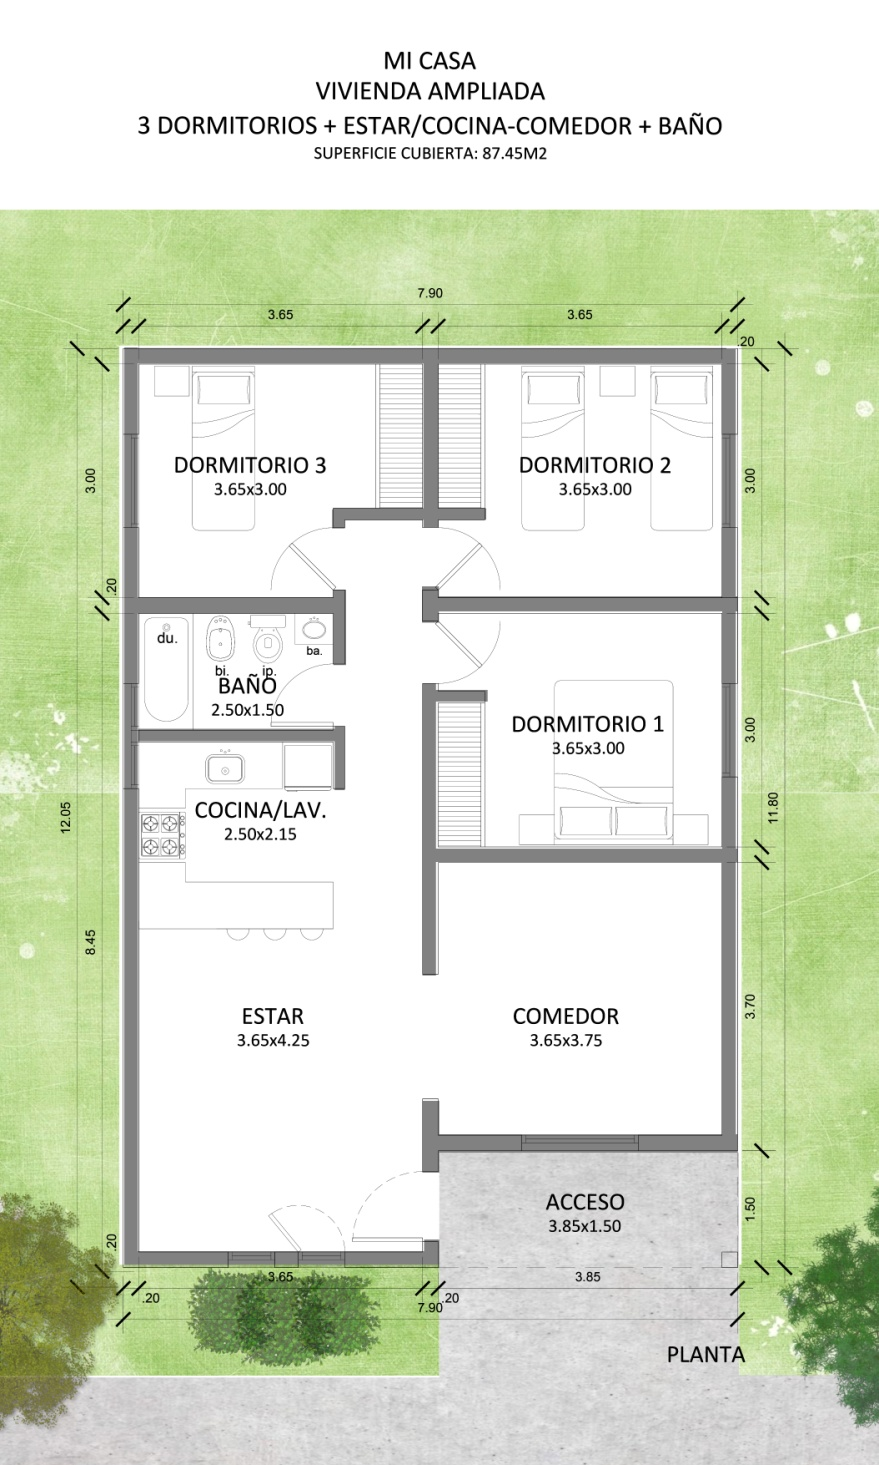 MI CASA
VIVIENDA AMPLIADA
3 DORMITORIOS + ESTAR/COCINA-COMEDOR + BAÑO
SUPERFICIE CUBIERTA: 87.45M2
7.90
3.65
3.65
.20
DORMITORIO 3
3.65x3.00
DORMITORIO 2
3.65x3.00
3.00
3.00
.20
du.
bi.
ip.
ba.
BAÑO
2.50x1.50
DORMITORIO 1
3.65x3.00
3.00
COCINA/LAV.
2.50x2.15
12.05
11.80
8.45
ESTAR
3.65x4.25
COMEDOR
3.65x3.75
3.70
ACCESO
3.85x1.50
1.50
.20
3.65
3.85
.20
7.90
.20
PLANTA